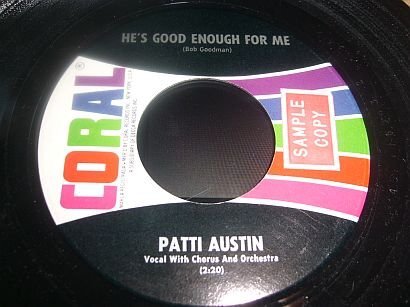 HE'S GOOD ENOUGH FOR ME
(Bob Goodman)
CORAL
®
SAMPLE
COPY
PATTI AUSTIN
Vocal With Chorus And Orchestra
(2:20)